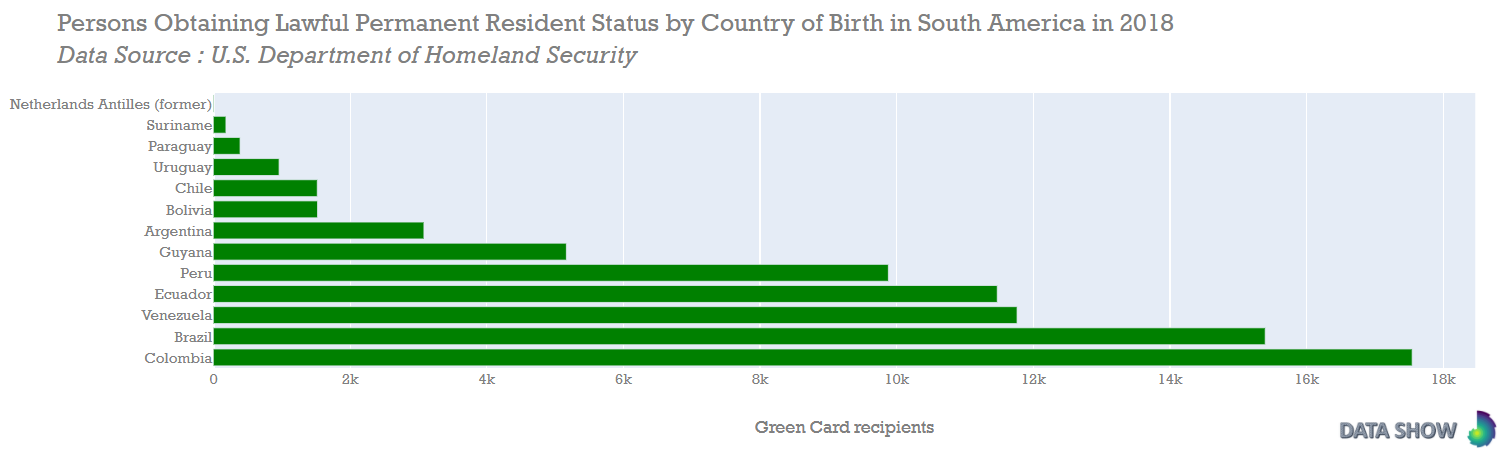 Persons Obtaining Lawful Permanent Resident Status by Country of Birth in South America in 2018
Data Source : U.S. Department of Homeland Security
Netherlands Antilles (former)
Suriname
Paraguay
Uruguay
Chile
Bolivia
Argentina
Guyana
Peru
Ecuador
Venezuela
Brazil
Colombia
0 2k 4k 6k 8k 10k 12k 14k 16k 18k
Green Card recipients
DATA SHOW